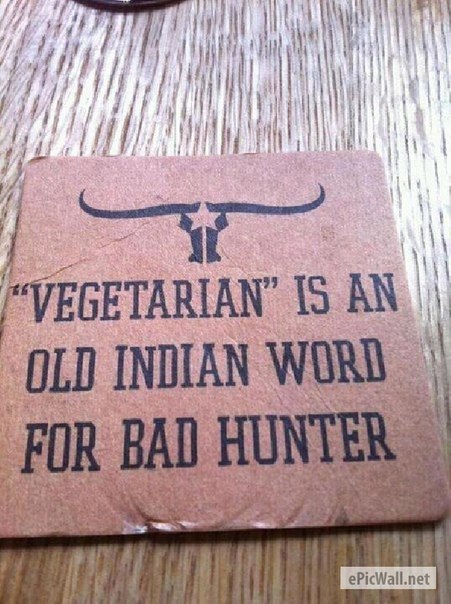 "VEGETARIAN" IS AN
OLD INDIAN WORD
FOR BAD HUNTER
ePicWall.net